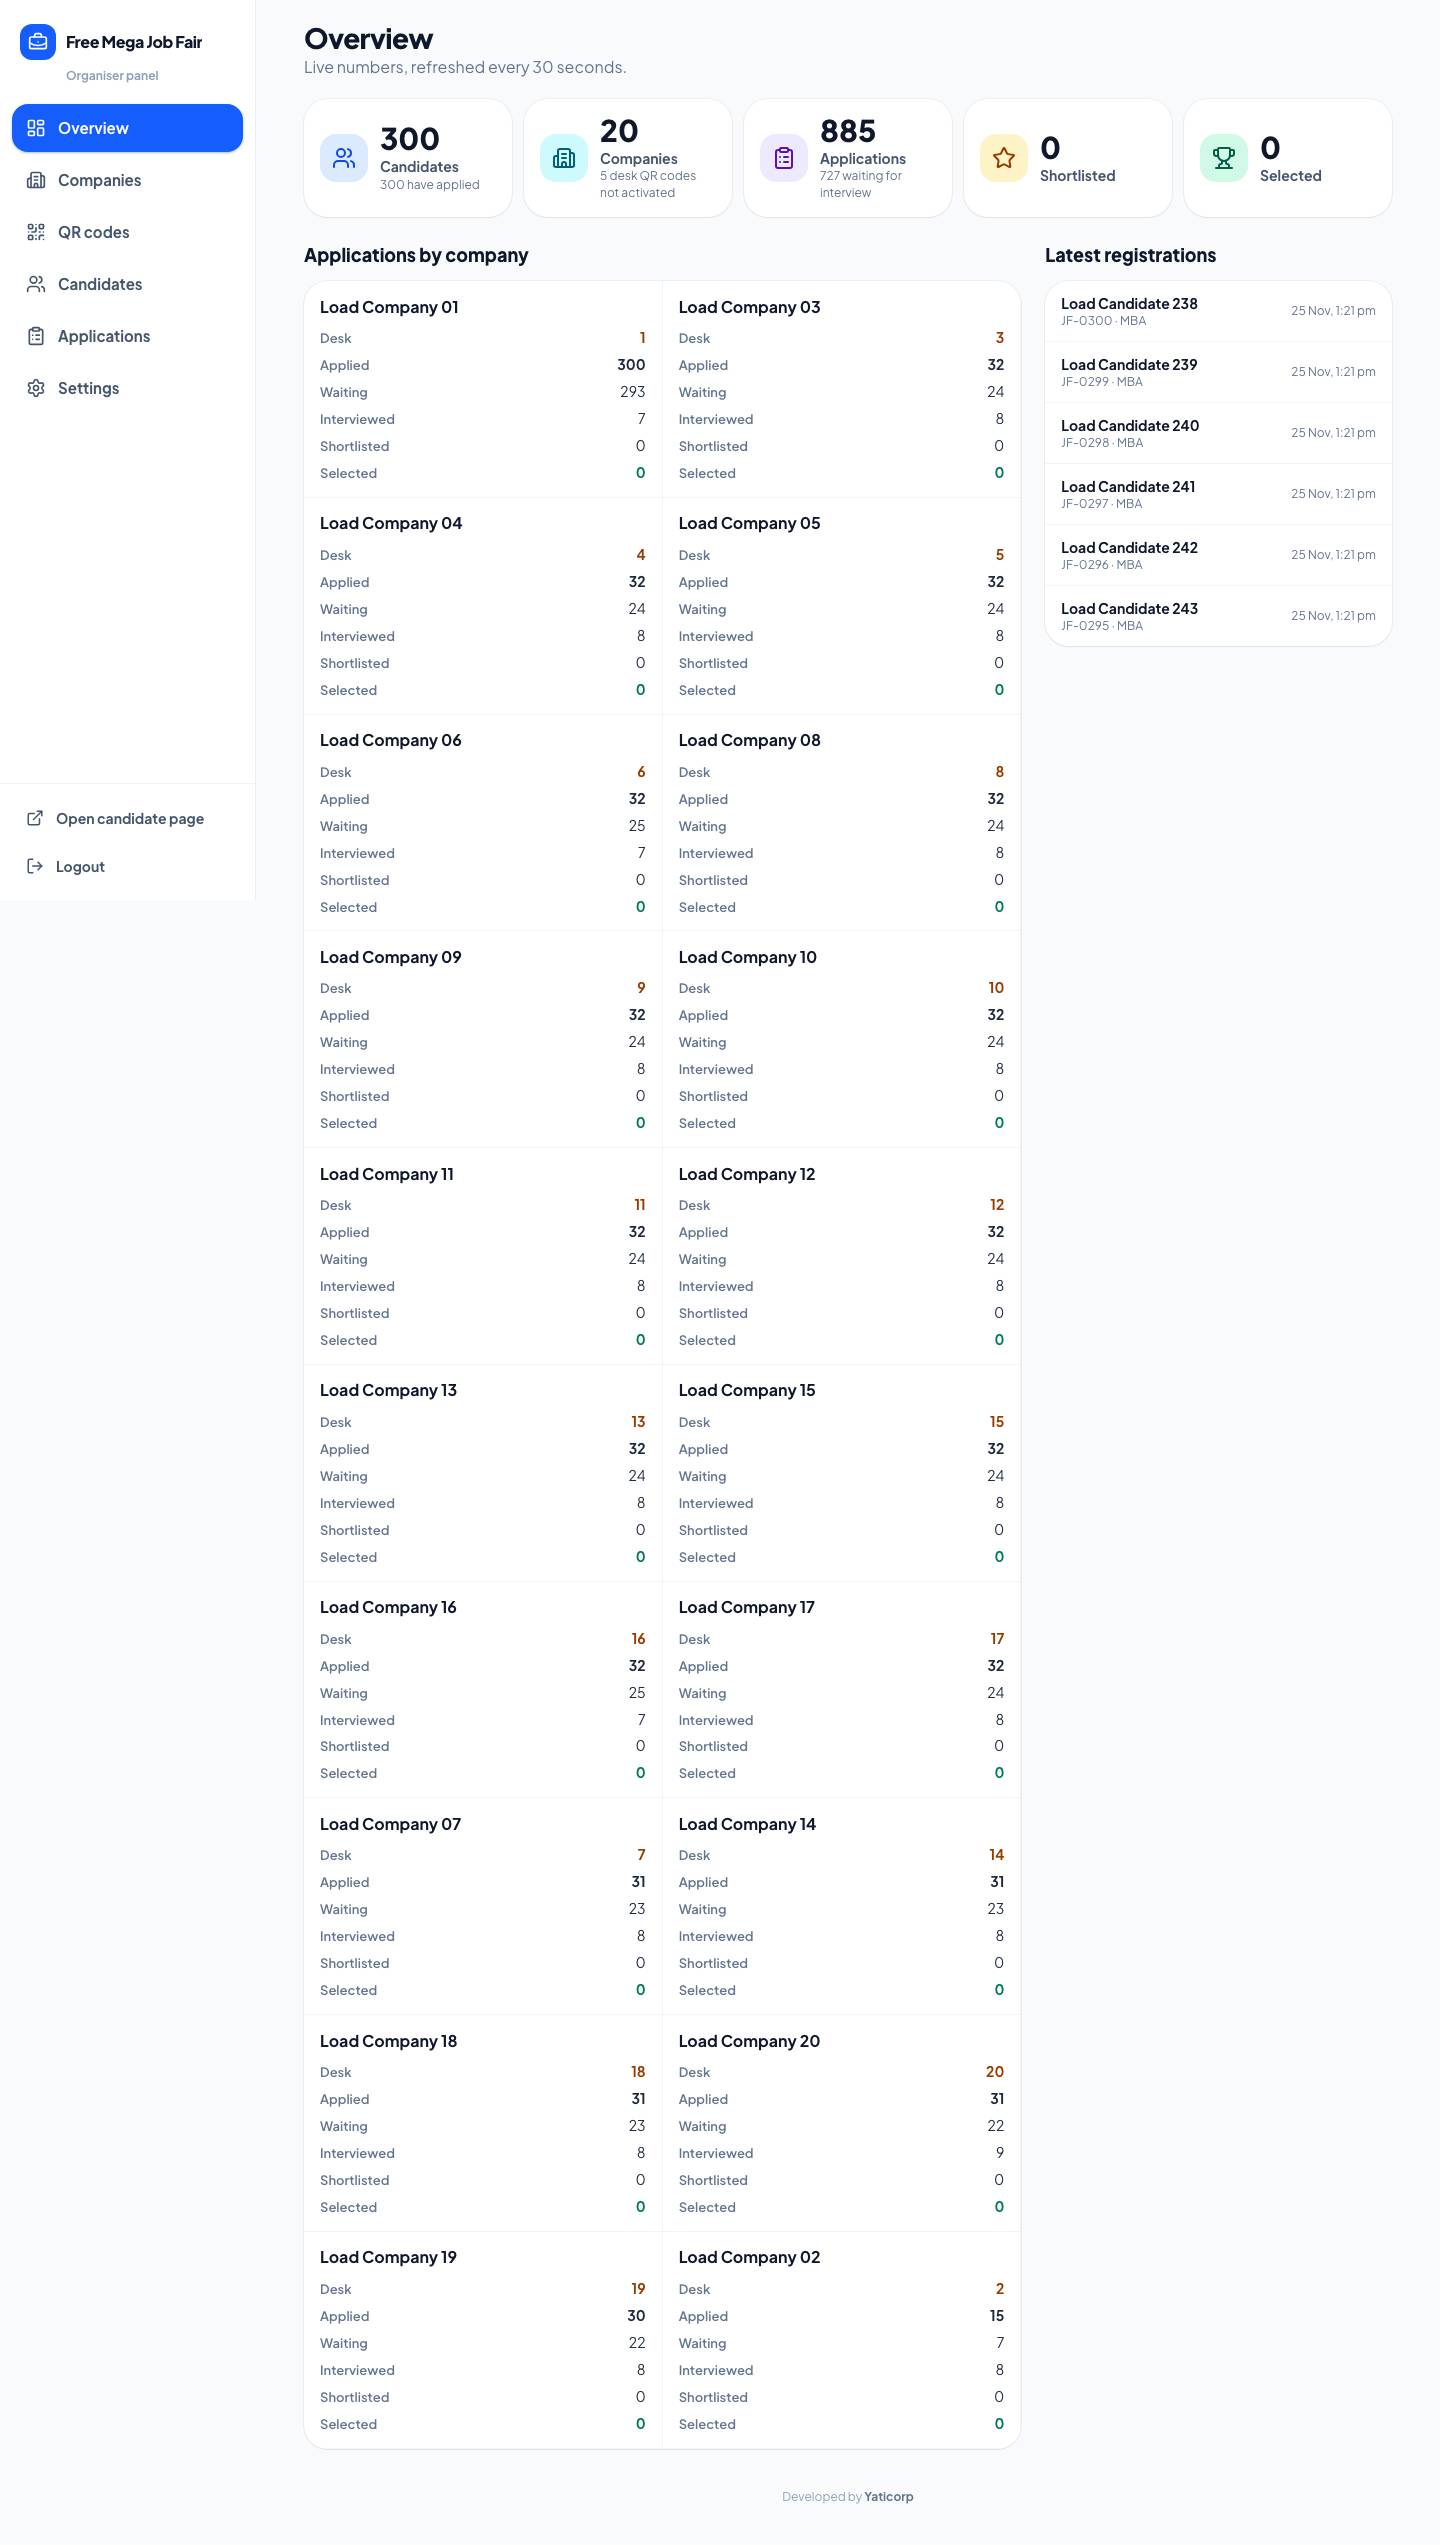 Free Mega Job Fair
Organiser panel
Overview
Companies
QR codes
Candidates
Applications
Settings
Open candidate page
Logout
Overview
Live numbers, refreshed every 30 seconds.
300
Candidates
300 have applied
20
Companies
5 desk QR codes
not activated
885
Applications
727 waiting for
interview
0
Shortlisted
0
Selected
Applications by company
Load Company 01
Desk 1
Applied 300
Waiting 293
Interviewed 7
Shortlisted 0
Selected 0
Load Company 03
Desk 3
Applied 32
Waiting 24
Interviewed 8
Shortlisted 0
Selected 0
Load Company 04
Desk 4
Applied 32
Waiting 24
Interviewed 8
Shortlisted 0
Selected 0
Load Company 05
Desk 5
Applied 32
Waiting 24
Interviewed 8
Shortlisted 0
Selected 0
Load Company 06
Desk 6
Applied 32
Waiting 25
Interviewed 7
Shortlisted 0
Selected 0
Load Company 08
Desk 8
Applied 32
Waiting 24
Interviewed 8
Shortlisted 0
Selected 0
Load Company 09
Desk 9
Applied 32
Waiting 24
Interviewed 8
Shortlisted 0
Selected 0
Load Company 10
Desk 10
Applied 32
Waiting 24
Interviewed 8
Shortlisted 0
Selected 0
Load Company 11
Desk 11
Applied 32
Waiting 24
Interviewed 8
Shortlisted 0
Selected 0
Load Company 12
Desk 12
Applied 32
Waiting 24
Interviewed 8
Shortlisted 0
Selected 0
Load Company 13
Desk 13
Applied 32
Waiting 24
Interviewed 8
Shortlisted 0
Selected 0
Load Company 15
Desk 15
Applied 32
Waiting 24
Interviewed 8
Shortlisted 0
Selected 0
Load Company 16
Desk 16
Applied 32
Waiting 25
Interviewed 7
Shortlisted 0
Selected 0
Load Company 17
Desk 17
Applied 32
Waiting 24
Interviewed 8
Shortlisted 0
Selected 0
Load Company 07
Desk 7
Applied 31
Waiting 23
Interviewed 8
Shortlisted 0
Selected 0
Load Company 14
Desk 14
Applied 31
Waiting 23
Interviewed 8
Shortlisted 0
Selected 0
Load Company 18
Desk 18
Applied 31
Waiting 23
Interviewed 8
Shortlisted 0
Selected 0
Load Company 20
Desk 20
Applied 31
Waiting 22
Interviewed 9
Shortlisted 0
Selected 0
Load Company 19
Desk 19
Applied 30
Waiting 22
Interviewed 8
Shortlisted 0
Selected 0
Load Company 02
Desk 2
Applied 15
Waiting 7
Interviewed 8
Shortlisted 0
Selected 0
Latest registrations
Load Candidate 238
JF-0300 · MBA
25 Nov, 1:21 pm
Load Candidate 239
JF-0299 · MBA
25 Nov, 1:21 pm
Load Candidate 240
JF-0298 · MBA
25 Nov, 1:21 pm
Load Candidate 241
JF-0297 · MBA
25 Nov, 1:21 pm
Load Candidate 242
JF-0296 · MBA
25 Nov, 1:21 pm
Load Candidate 243
JF-0295 · MBA
25 Nov, 1:21 pm
Developed by Yaticorp